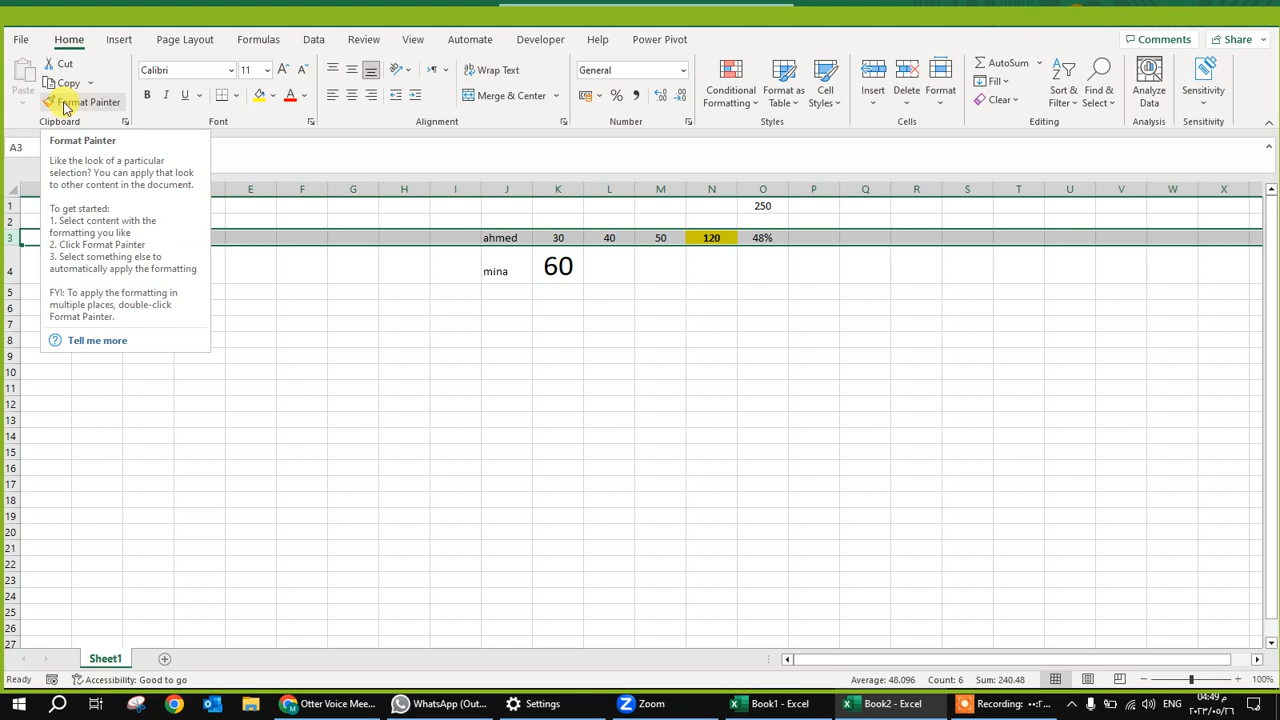 File Home Insert Page Layout Formulas Data Review View Automate Developer Help Power Pivot Comments Share
Paste
Cut
Copy
Format Painter
Clipboard
Calibri 11
B I U
Font
Wrap Text
Merge & Center
Alignment
General
%
Number
Conditional Formatting
Format as Table
Cell Styles
Styles
Insert Delete Format
Cells
AutoSum
Fill
Clear
Sort & Filter
Find & Select
Editing
Analyze Data
Analysis
Sensitivity
Sensitivity
A3
Format Painter
Like the look of a particular
selection? You can apply that look
to other content in the document.
To get started:
1. Select content with the
formatting you like
2. Click Format Painter
3. Select something else to
automatically apply the formatting
FYI: To apply the formatting in
multiple places, double-click
Format Painter.
Tell me more
E F G H I J K L M N O P Q R S T U V W X
1 250
2
3 ahmed 30 40 50 120 48%
4 mina 60
5
6
7
8
9
10
11
12
13
14
15
16
17
18
19
20
21
22
23
24
25
26
27
Sheet1
Ready Accessibility: Good to go Average: 48.096 Count: 6 Sum: 240.48 100%
Otter Voice Mee... WhatsApp (Out... Settings Zoom Book1 - Excel Book2 - Excel ENG
04:49 م
٢٠٢٣/٠٥/٢٦